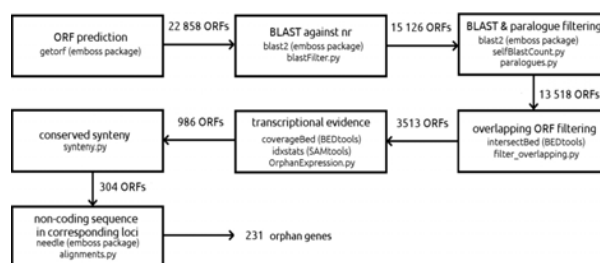 ORF prediction
getorf (emboss package)
22 858 ORFs
BLAST against nr
blast2 (emboss package)
blastFilter.py
15 126 ORFs
BLAST & paralogue filtering
blast2 (emboss package)
selfBlastCount.py
paralogues.py
13 518 ORFs
overlapping ORF filtering
intersectBed (BEDtools)
filter_overlapping.py
3513 ORFs
transcriptional evidence
coverageBed (BEDtools)
idxstats (SAMtools)
OrphanExpression.py
986 ORFs
conserved synteny
synteny.py
304 ORFs
non-coding sequence
in corresponding loci
needle (emboss package)
alignments.py
231 orphan genes